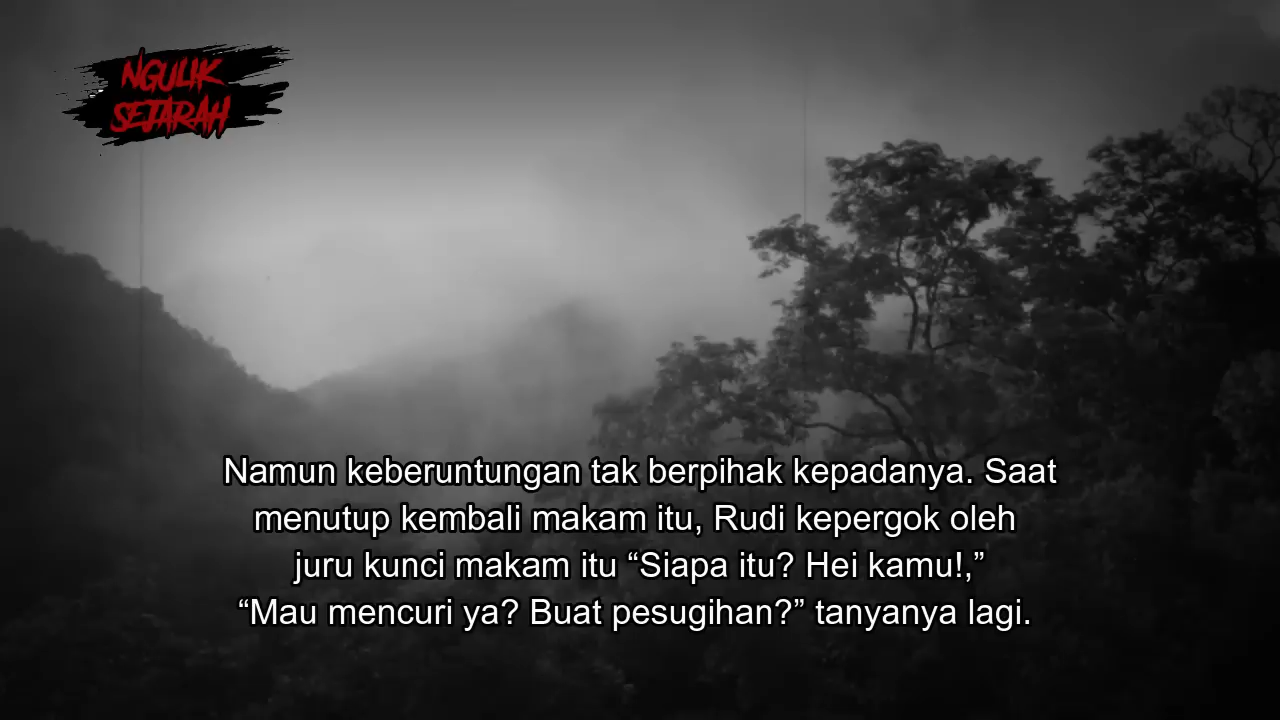 NGULIK
SEJARAH
Namun keberuntungan tak berpihak kepadanya. Saat
menutup kembali makam itu, Rudi kepergok oleh
juru kunci makam itu “Siapa itu? Hei kamu!,”
“Mau mencuri ya? Buat pesugihan?” tanyanya lagi.